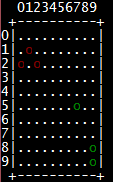 0123456789
 +----------+
0|..........|
1|.o........|
2|o.o.......|
3|..........|
4|..........|
5|.......o..|
6|..........|
7|..........|
8|.........o|
9|.........o|
 +----------+